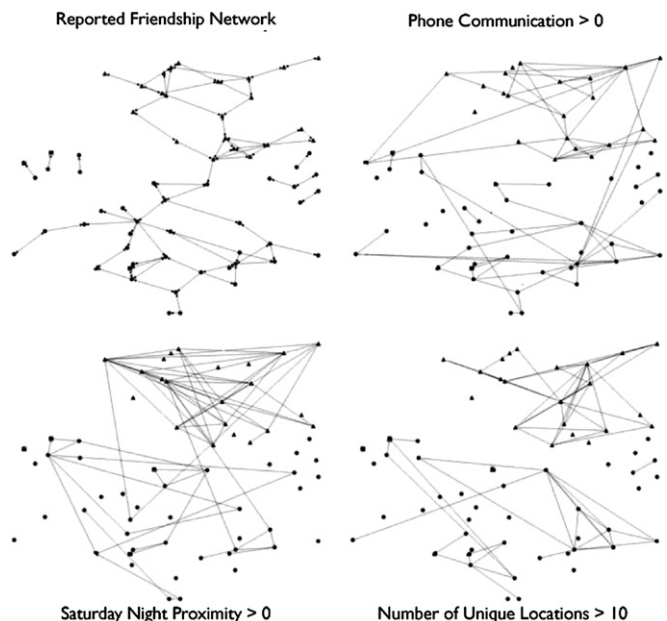 Reported Friendship Network
Phone Communication > 0
Saturday Night Proximity > 0
Number of Unique Locations > 10